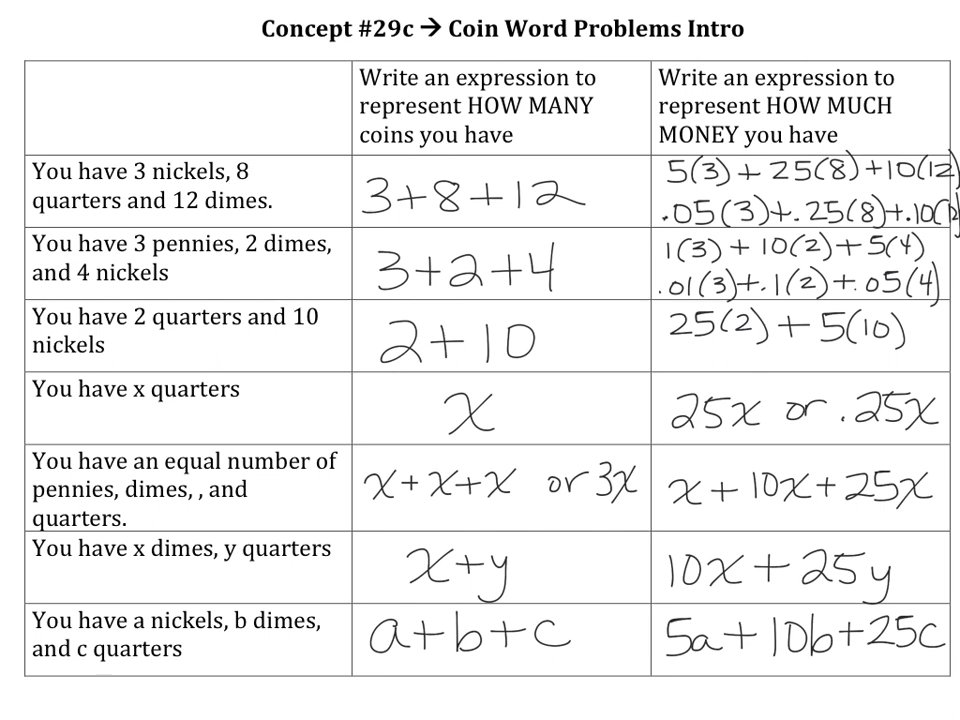 Concept #29c → Coin Word Problems Intro
Write an expression to
represent HOW MANY
coins you have
Write an expression to
represent HOW MUCH
MONEY you have
You have 3 nickels, 8
quarters and 12 dimes.
3+8+12
5(3)+25(8)+10(12)
.05(3)+.25(8)+.10(12)
You have 3 pennies, 2 dimes,
and 4 nickels
3+2+4
1(3)+10(2)+5(4)
.01(3)+.1(2)+.05(4)
You have 2 quarters and 10
nickels
2+10
25(2)+5(10)
You have x quarters
x
25x or .25x
You have an equal number of
pennies, dimes, , and
quarters.
x+x+x or 3x
x+10x+25x
You have x dimes, y quarters
x+y
10x+25y
You have a nickels, b dimes,
and c quarters
a+b+c
5a+10b+25c